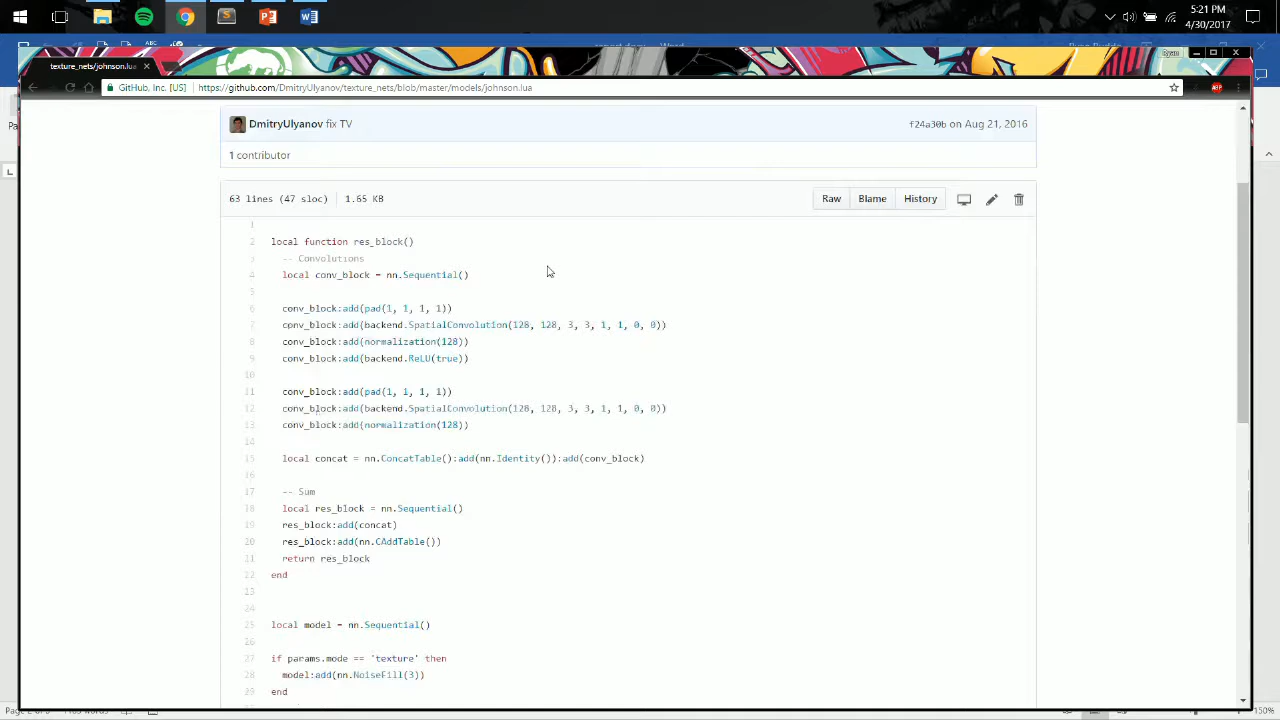 5:21 PM
4/30/2017
Ryan
texture_nets/johnson.lua
GitHub, Inc. [US] https://github.com/DmitryUlyanov/texture_nets/blob/master/models/johnson.lua
ABP
DmitryUlyanov fix TV f24a30b on Aug 21, 2016
1 contributor
63 lines (47 sloc) 1.65 KB Raw Blame History
1
2 local function res_block()
3 -- Convolutions
4 local conv_block = nn.Sequential()
5
6 conv_block:add(pad(1, 1, 1, 1))
7 conv_block:add(backend.SpatialConvolution(128, 128, 3, 3, 1, 1, 0, 0))
8 conv_block:add(normalization(128))
9 conv_block:add(backend.ReLU(true))
10
11 conv_block:add(pad(1, 1, 1, 1))
12 conv_block:add(backend.SpatialConvolution(128, 128, 3, 3, 1, 1, 0, 0))
13 conv_block:add(normalization(128))
14
15 local concat = nn.ConcatTable():add(nn.Identity()):add(conv_block)
16
17 -- Sum
18 local res_block = nn.Sequential()
19 res_block:add(concat)
20 res_block:add(nn.CAddTable())
21 return res_block
22 end
23
24
25 local model = nn.Sequential()
26
27 if params.mode == 'texture' then
28 model:add(nn.NoiseFill(3))
29 end
150%